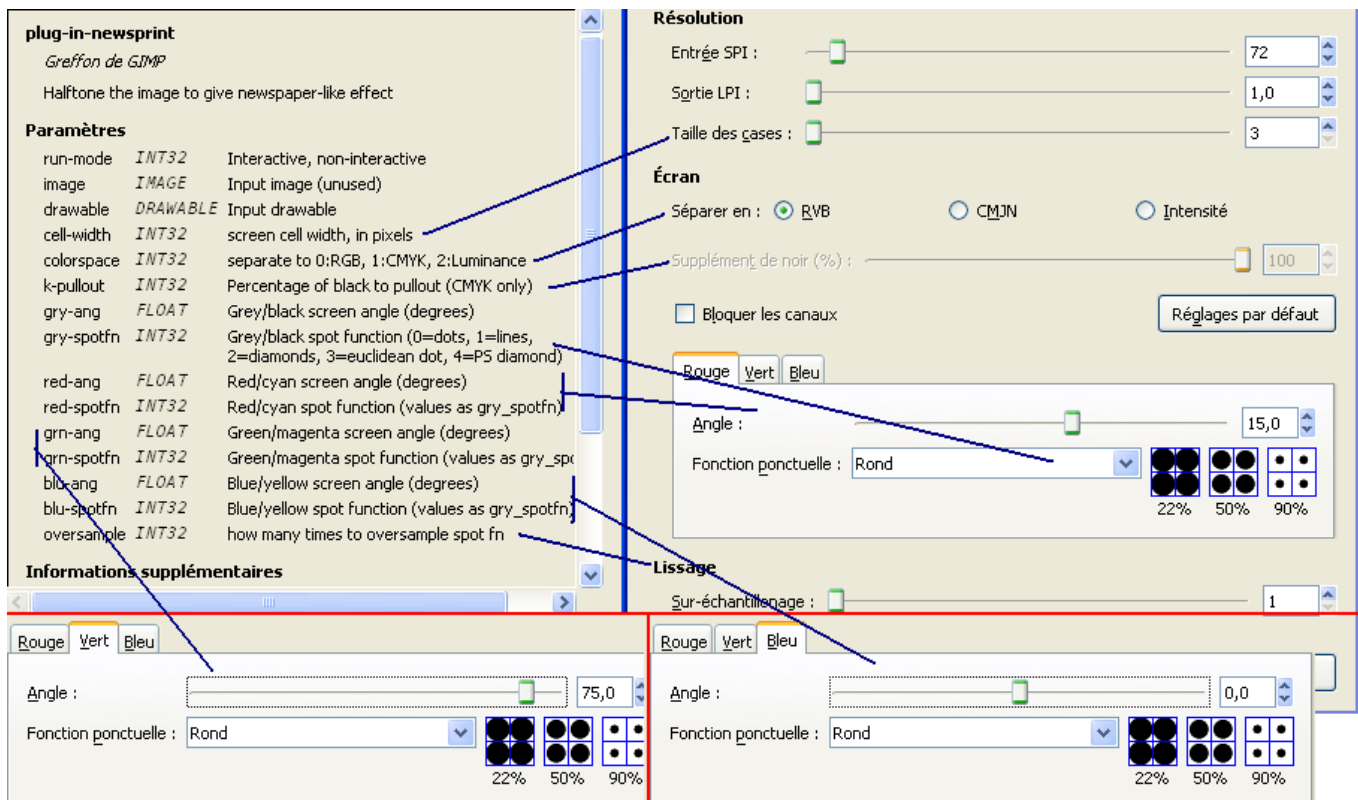 plug-in-newsprint
Greffon de GIMP
Halftone the image to give newspaper-like effect
Paramètres
run-mode INT32 Interactive, non-interactive
image IMAGE Input image (unused)
drawable DRAWABLE Input drawable
cell-width INT32 screen cell width, in pixels
colorspace INT32 separate to 0:RGB, 1:CMYK, 2:Luminance
k-pullout INT32 Percentage of black to pullout (CMYK only)
gry-ang FLOAT Grey/black screen angle (degrees)
gry-spotfn INT32 Grey/black spot function (0=dots, 1=lines,
2=diamonds, 3=euclidean dot, 4=PS diamond)
red-ang FLOAT Red/cyan screen angle (degrees)
red-spotfn INT32 Red/cyan spot function (values as gry_spotfn)
grn-ang FLOAT Green/magenta screen angle (degrees)
grn-spotfn INT32 Green/magenta spot function (values as gry_spo
blu-ang FLOAT Blue/yellow screen angle (degrees)
blu-spotfn INT32 Blue/yellow spot function (values as gry_spotfn)
oversample INT32 how many times to oversample spot fn
Informations supplémentaires
Résolution
Entrée SPI : 72
Sortie LPI : 1,0
Taille des cases : 3
Écran
Séparer en : RVB CMJN Intensité
Supplément de noir (%) : 100
Bloquer les canaux Réglages par défaut
Rouge Vert Bleu
Angle : 15,0
Fonction ponctuelle : Rond
22% 50% 90%
Lissage
Sur-échantillonage : 1
Rouge Vert Bleu
Angle : 75,0
Fonction ponctuelle : Rond
22% 50% 90%
Rouge Vert Bleu
Angle : 0,0
Fonction ponctuelle : Rond
22% 50% 90%